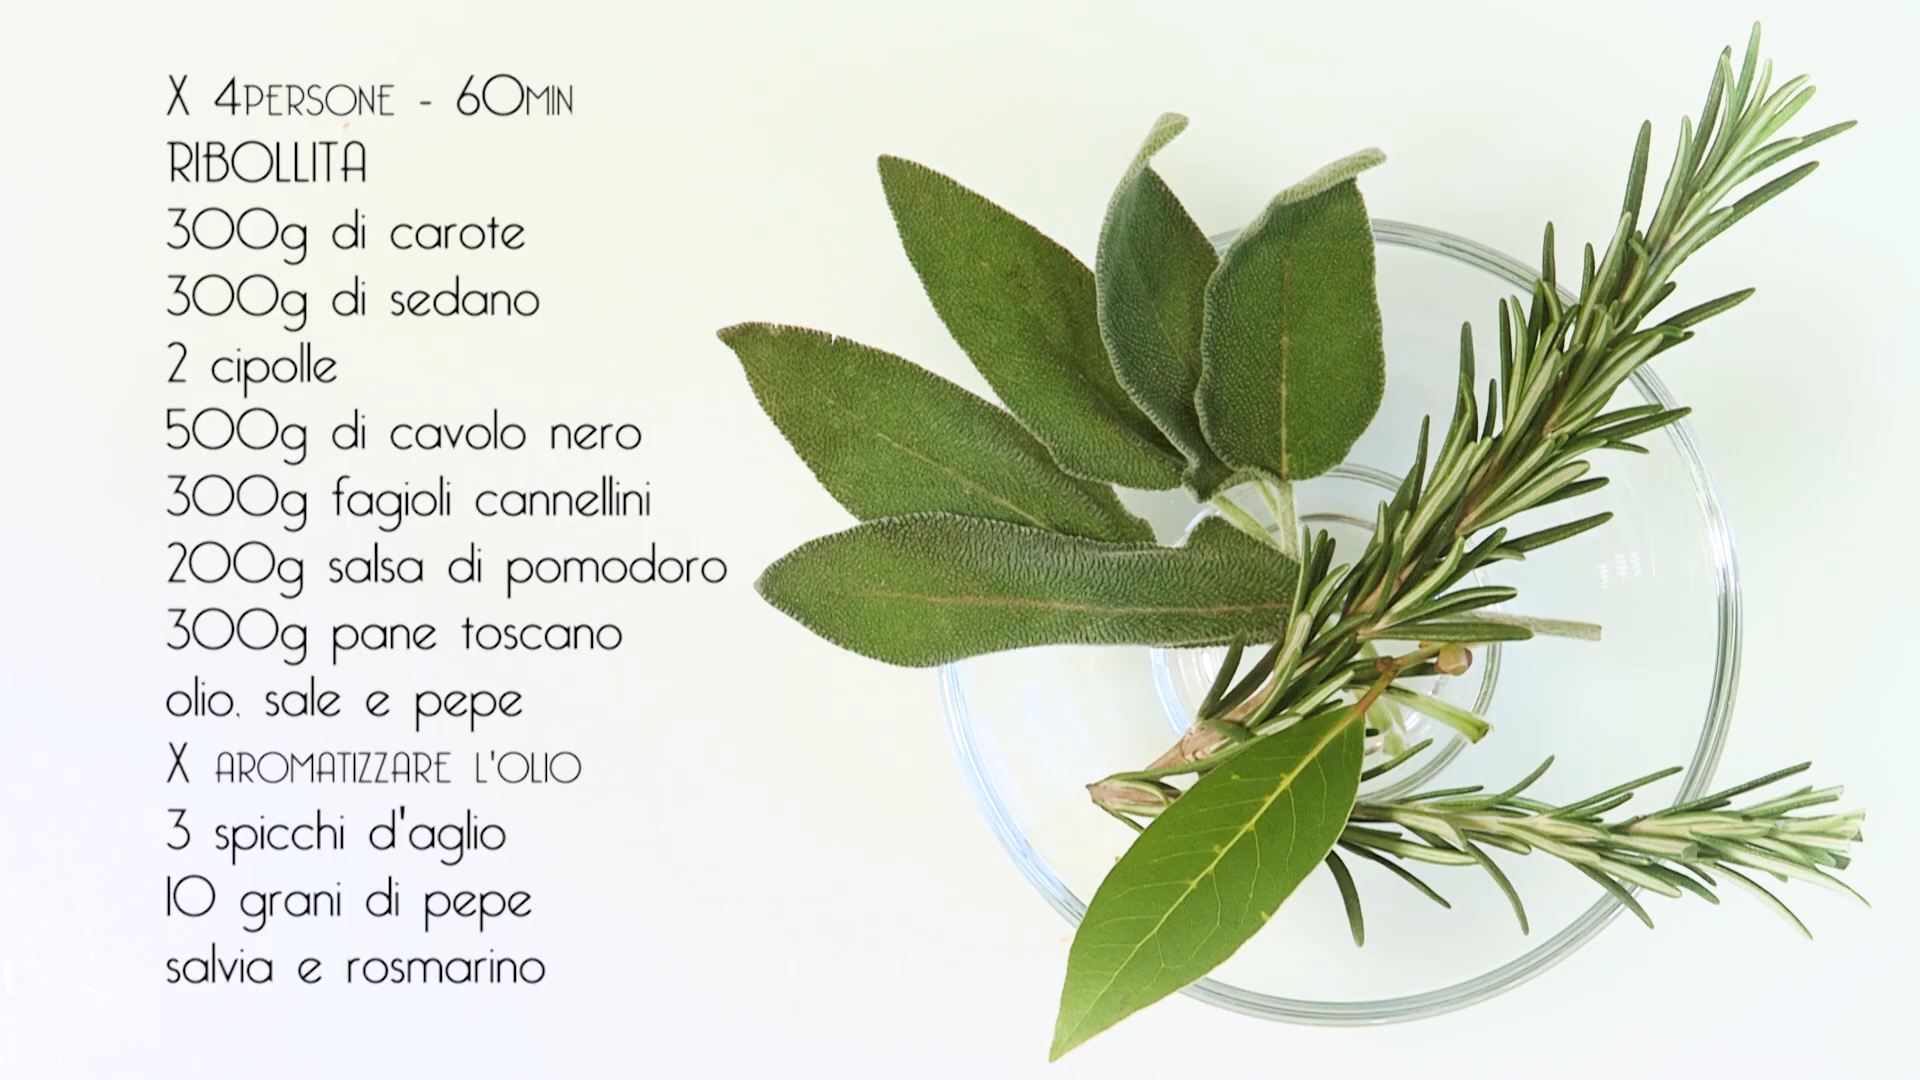 X 4PERSONE - 60MIN
RIBOLLITA
300g di carote
300g di sedano
2 cipolle
500g di cavolo nero
300g fagioli cannellini
200g salsa di pomodoro
300g pane toscano
olio. sale e pepe
X AROMATIZZARE L'OLIO
3 spicchi d'aglio
10 grani di pepe
salvia e rosmarino